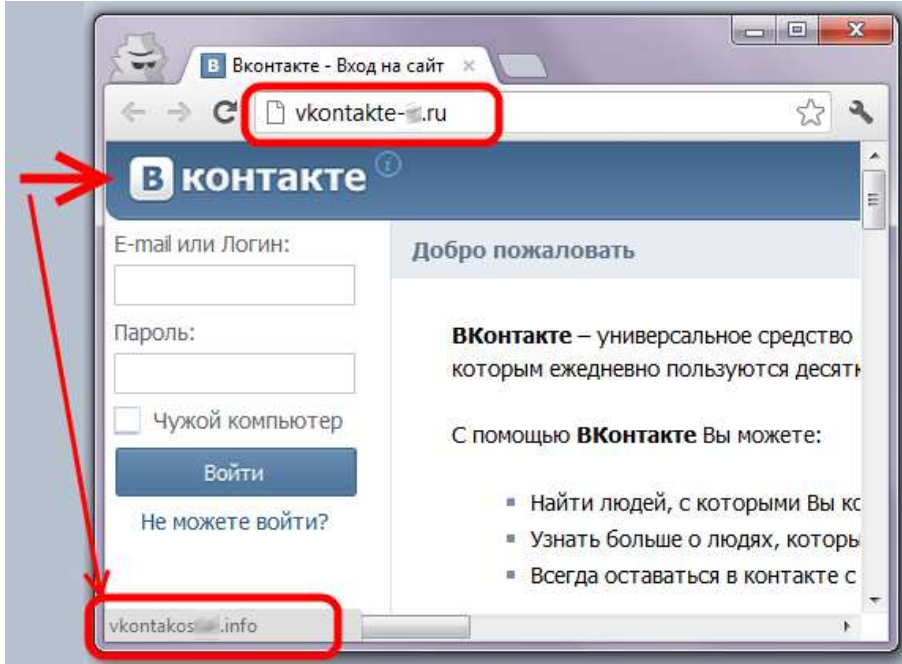 Вконтакте - Вход на сайт
vkontakte- .ru
В контакте
E-mail или Логин:
Добро пожаловать
Пароль:
ВКонтакте – универсальное средство
которым ежедневно пользуются десятк
Чужой компьютер
С помощью ВКонтакте Вы можете:
Войти
Найти людей, с которыми Вы ко
Не можете войти?
Узнать больше о людях, которы
Всегда оставаться в контакте с
vkontakos .info